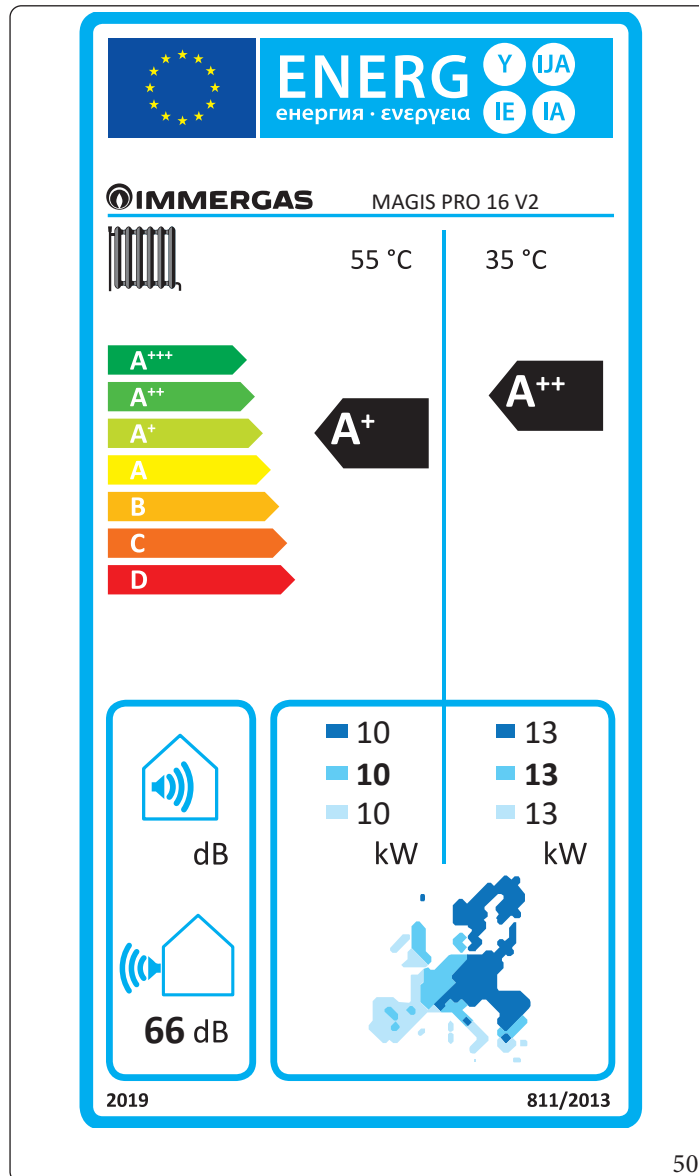 ENERG Y IJA
енергия · ενεργεια IE IA
IMMERGAS MAGIS PRO 16 V2
55 °C 35 °C
A+++
A++
A+
A
B
C
D
A+
A++
10 13
10 13
10 13
kW kW
dB
66 dB
2019 811/2013
50